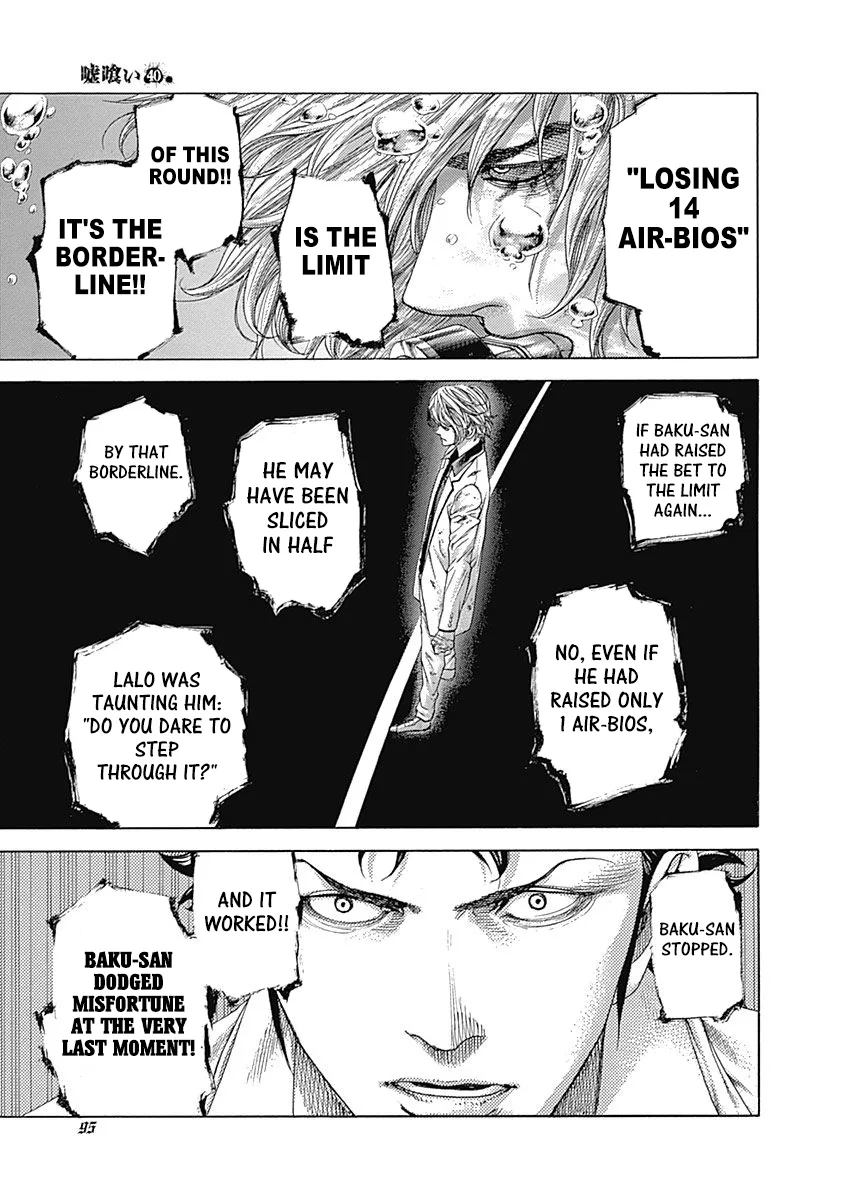 嘘喰い 40.
"LOSING
14
AIR-BIOS"
IS THE
LIMIT
OF THIS
ROUND!!
IT'S THE
BORDER-
LINE!!
IF BAKU-SAN
HAD RAISED
THE BET TO
THE LIMIT
AGAIN...
NO, EVEN IF
HE HAD
RAISED ONLY
1 AIR-BIOS,
HE MAY
HAVE BEEN
SLICED
IN HALF
BY THAT
BORDERLINE.
LALO WAS
TAUNTING HIM:
"DO YOU DARE TO
STEP
THROUGH IT?"
BAKU-SAN
STOPPED.
AND IT
WORKED!!
BAKU-SAN
DODGED
MISFORTUNE
AT THE VERY
LAST MOMENT!
95